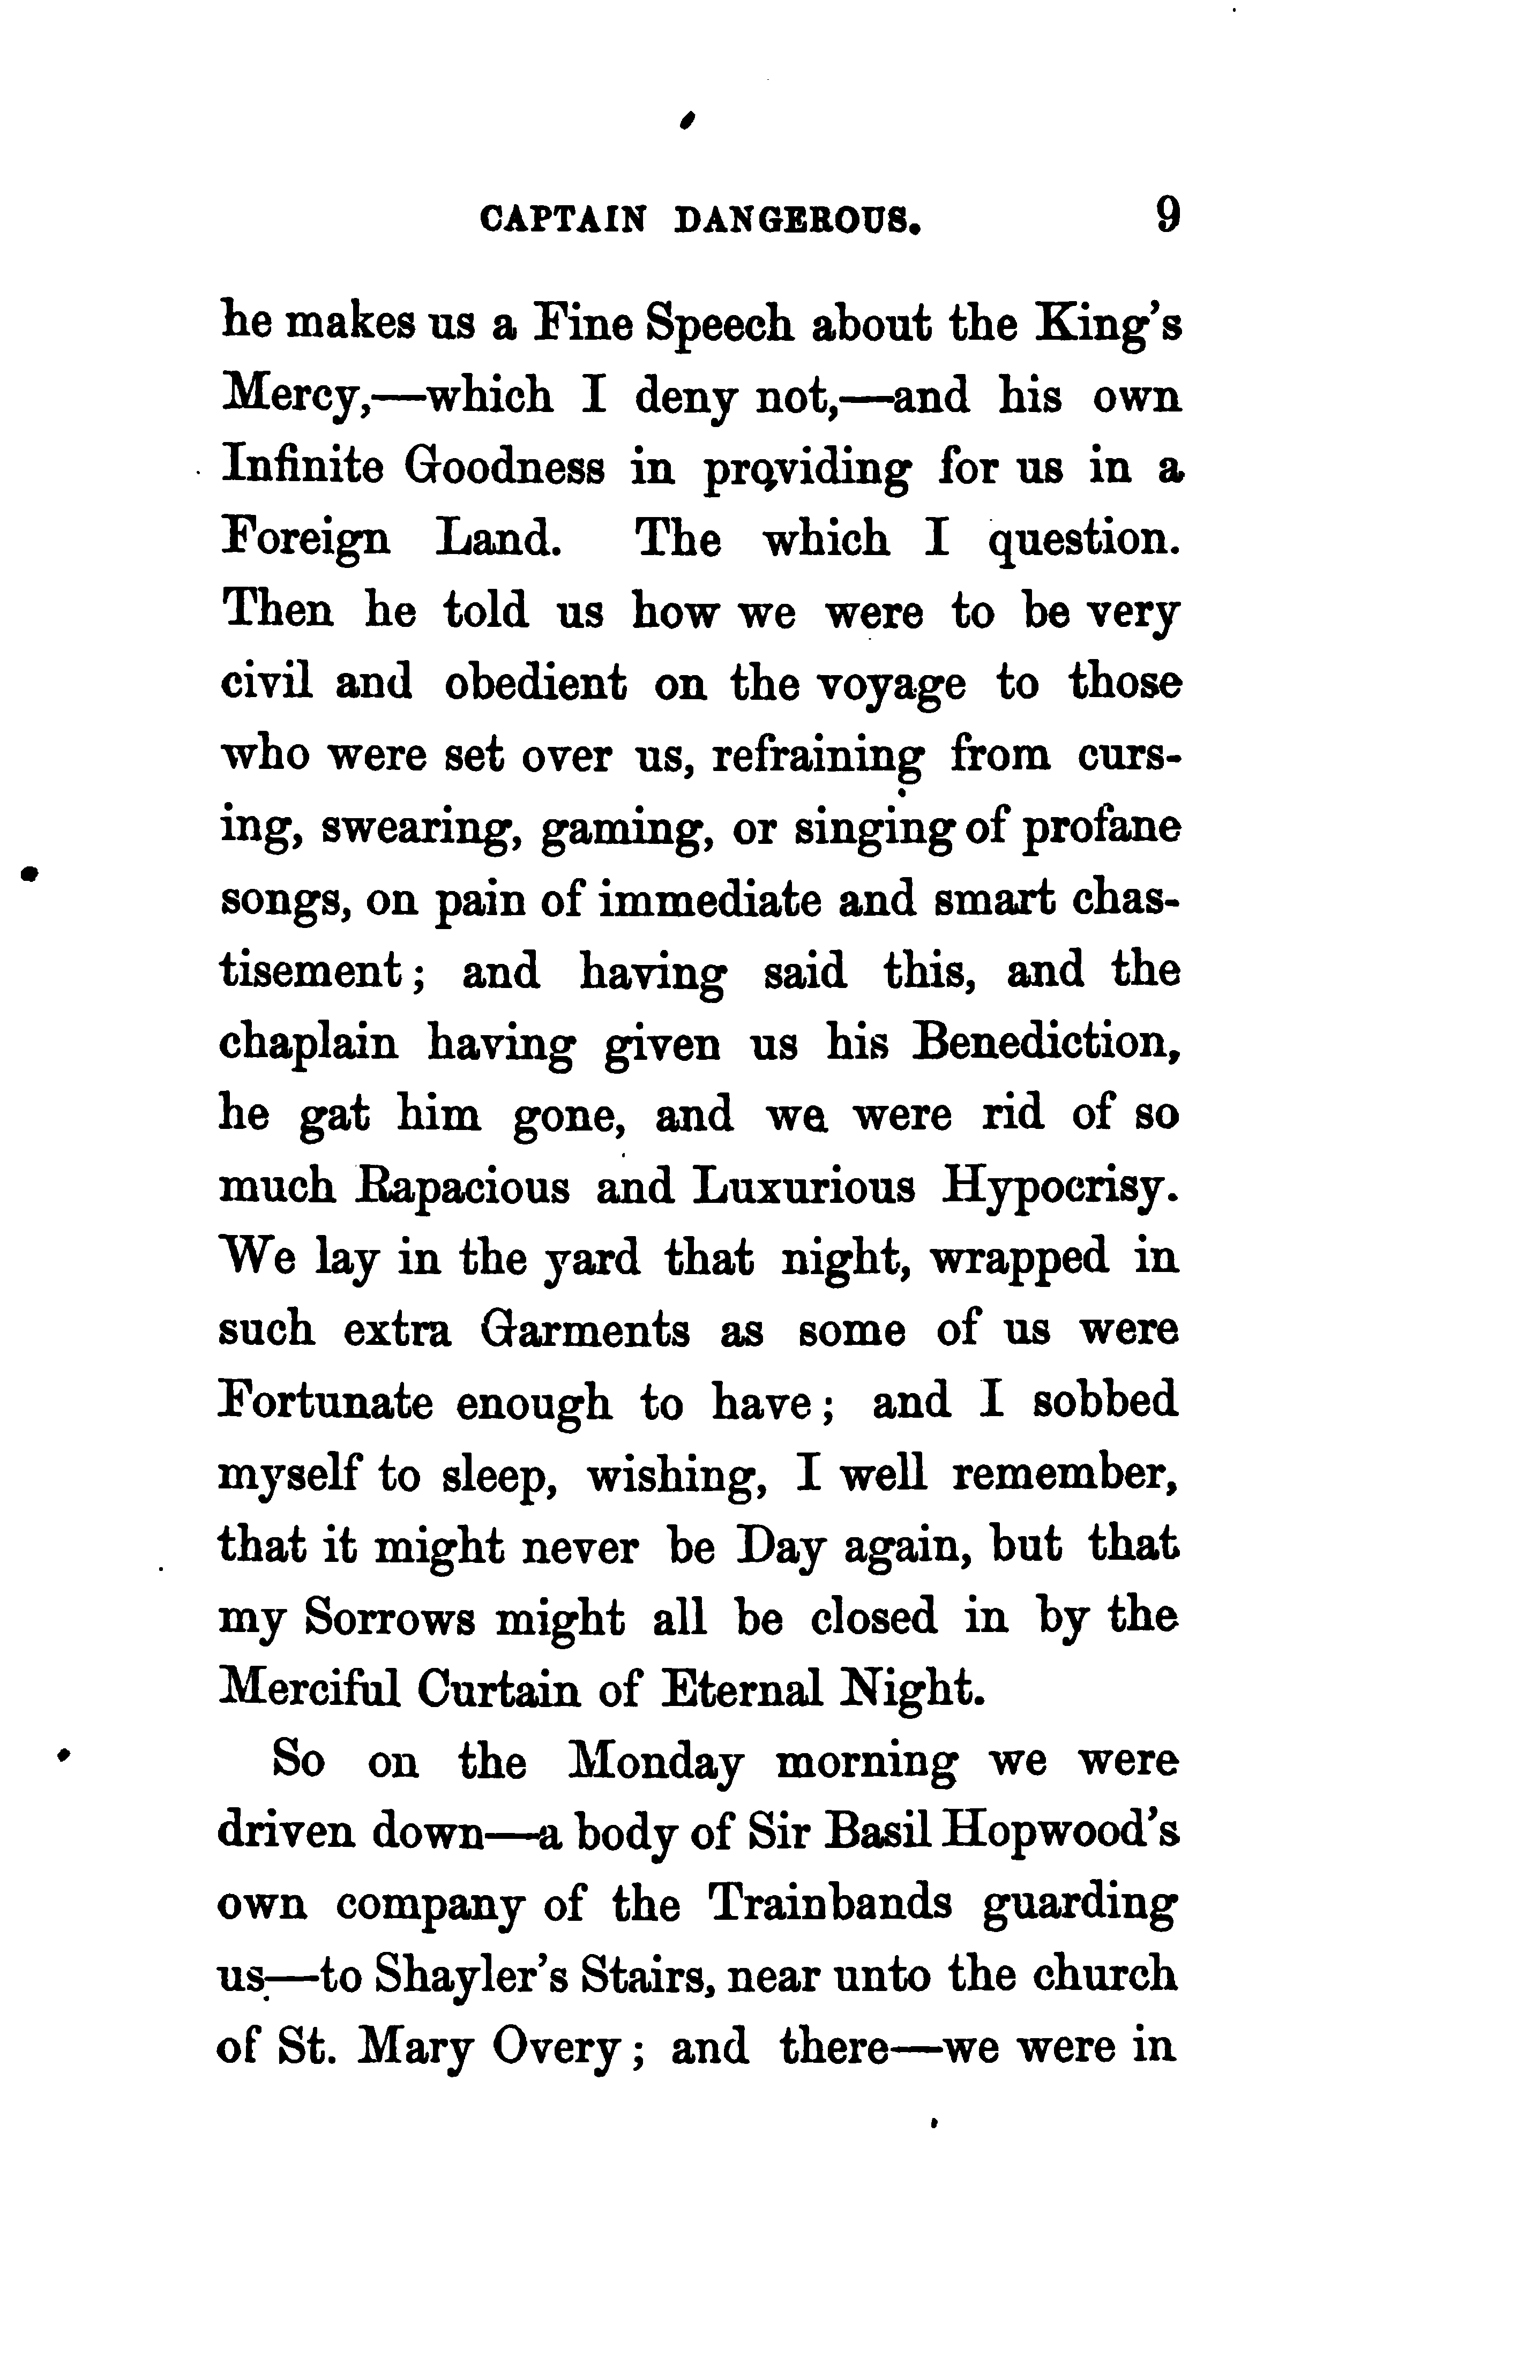 CAPTAIN DANGEROUS. 9
he makes us a Fine Speech about the King's
Mercy,—which I deny not,—and his own
Infinite Goodness in providing for us in a
Foreign Land. The which I question.
Then he told us how we were to be very
civil and obedient on the voyage to those
who were set over us, refraining from curs-
ing, swearing, gaming, or singing of profane
songs, on pain of immediate and smart chas-
tisement; and having said this, and the
chaplain having given us his Benediction,
he gat him gone, and we were rid of so
much Rapacious and Luxurious Hypocrisy.
We lay in the yard that night, wrapped in
such extra Garments as some of us were
Fortunate enough to have; and I sobbed
myself to sleep, wishing, I well remember,
that it might never be Day again, but that
my Sorrows might all be closed in by the
Merciful Curtain of Eternal Night.
So on the Monday morning we were
driven down—a body of Sir Basil Hopwood's
own company of the Trainbands guarding
us—to Shayler's Stairs, near unto the church
of St. Mary Overy; and there—we were in